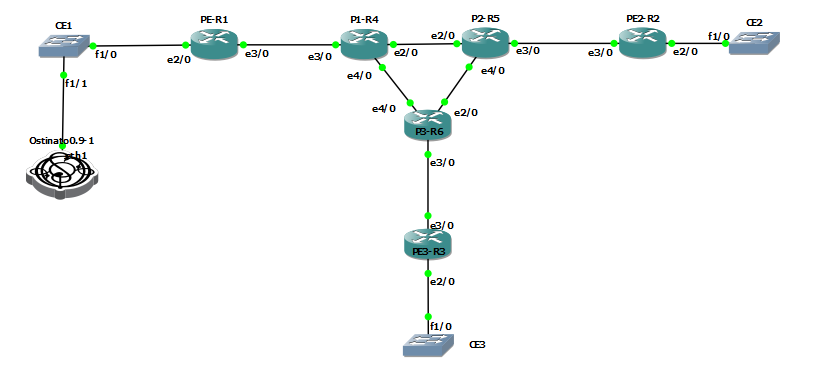 CE1
PE-R1
P1-R4
P2-R5
PE2-R2
CE2
f1/0
e2/0
e3/0
e3/0
e2/0
e2/0
e3/0
e3/0
e2/0
f1/0
f1/1
e4/0
e4/0
e4/0
e2/0
P3-R6
Ostinato0.9-1
e3/0
e3/0
PE3-R3
e2/0
f1/0
CE3